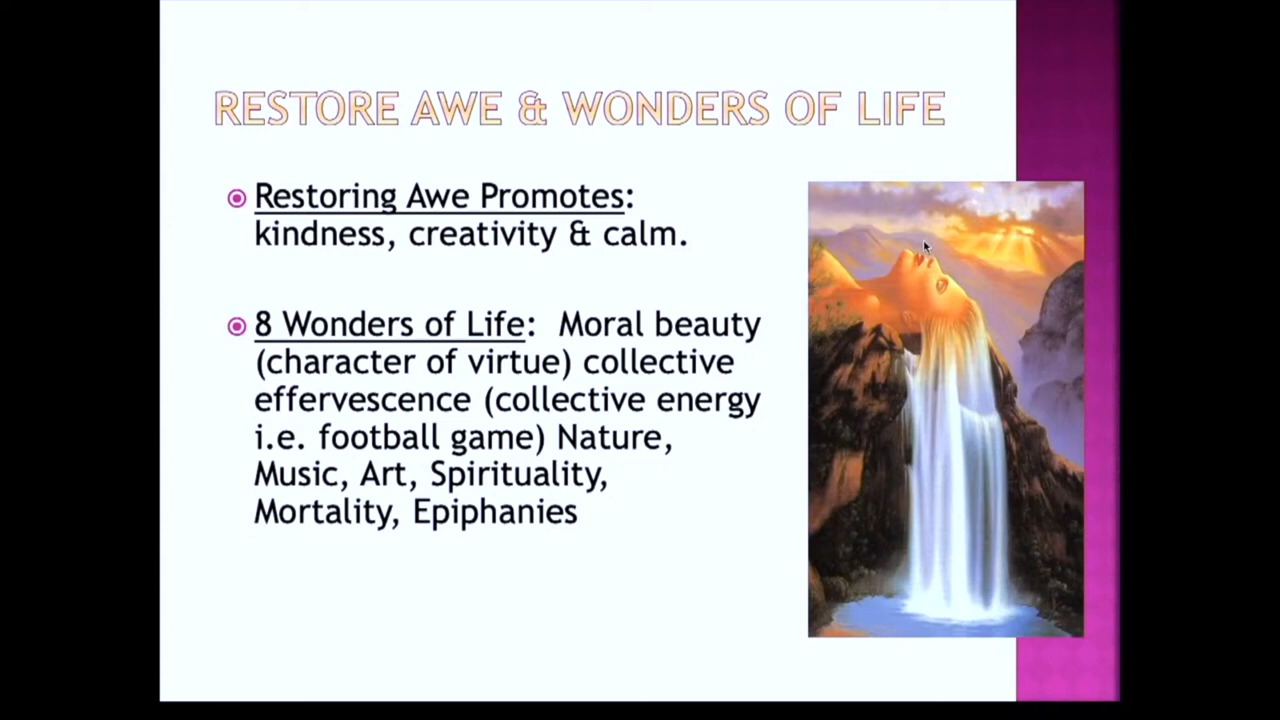 RESTORE AWE & WONDERS OF LIFE
Restoring Awe Promotes:
kindness, creativity & calm.
8 Wonders of Life:  Moral beauty
(character of virtue) collective
effervescence (collective energy
i.e. football game) Nature,
Music, Art, Spirituality,
Mortality, Epiphanies